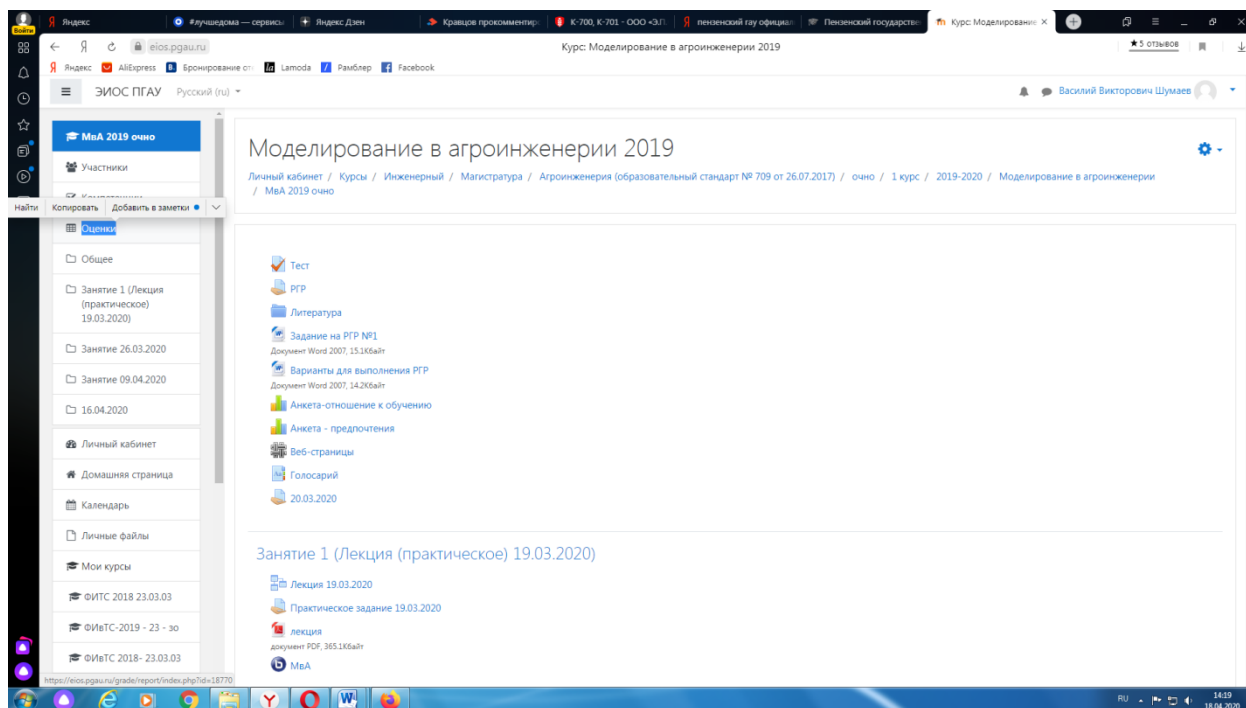 Войти
Яндекс
#лучшедома — сервисы
Яндекс Дзен
Кравцов прокомментир
К-700, К-701 - ООО «З.Г
пензенский гау официал
Пензенский государстве
Курс: Моделирование
eios.pgau.ru
Курс: Моделирование в агроинженерии 2019
★5 отзывов
Яндекс
AliExpress
Бронирование от
Lamoda
Рамблер
Facebook
ЭИОС ПГАУ
Русский (ru)
Василий Викторович Шумаев
МвА 2019 очно
Участники
Найти
Копировать
Добавить в заметки
Оценки
Общее
Занятие 1 (Лекция
(практическое)
19.03.2020)
Занятие 26.03.2020
Занятие 09.04.2020
16.04.2020
Личный кабинет
Домашняя страница
Календарь
Личные файлы
Мои курсы
ФИТС 2018 23.03.03
ФИвТС-2019 - 23 - зо
ФИвТС 2018- 23.03.03
https://eios.pgau.ru/grade/report/index.php?id=18770
Моделирование в агроинженерии 2019
Личный кабинет / Курсы / Инженерный / Магистратура / Агроинженерия (образовательный стандарт № 709 от 26.07.2017) / очно / 1 курс / 2019-2020 / Моделирование в агроинженерии
/ МвА 2019 очно
Тест
РГР
Литература
Задание на РГР №1
Документ Word 2007, 15.1Кбайт
Варианты для выполнения РГР
Документ Word 2007, 14.2Кбайт
Анкета-отношение к обучению
Анкета - предпочтения
Веб-страницы
Голосарий
20.03.2020
Занятие 1 (Лекция (практическое) 19.03.2020)
Лекция 19.03.2020
Практическое задание 19.03.2020
лекция
документ PDF, 365.1Кбайт
МвА
RU
14:19
18.04.2020